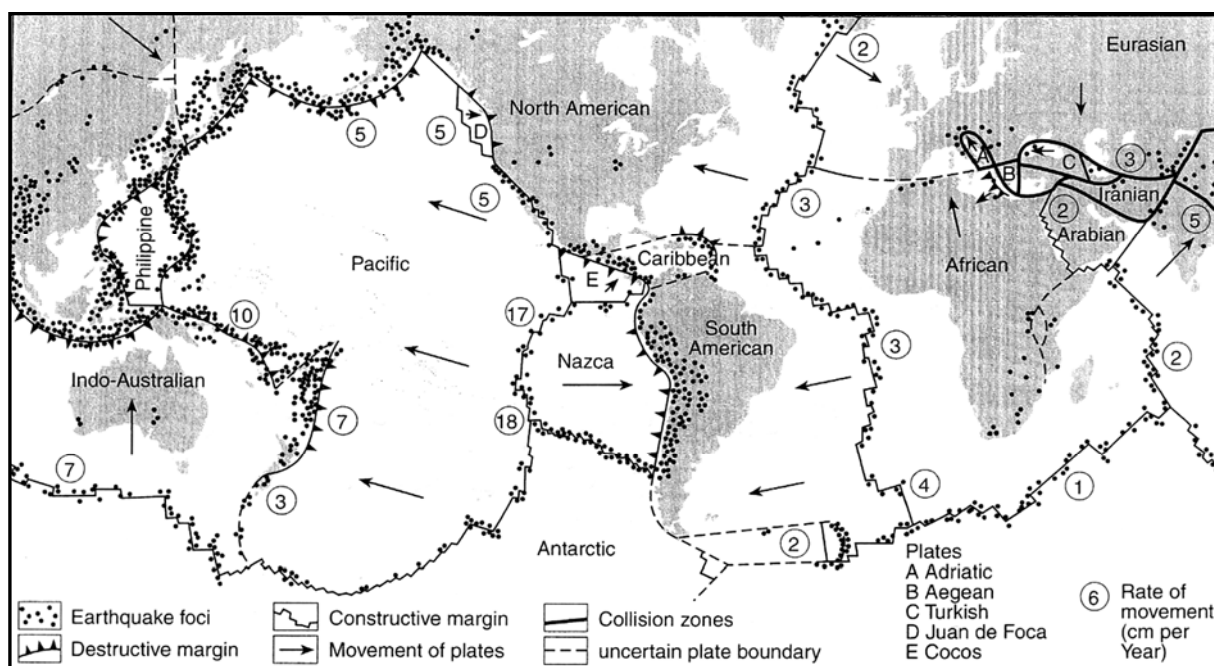 2
Eurasian
North American
5
5
D
5
A
C
3
B
Iranian
2
Arabian
5
3
Philippine
Pacific
Caribbean
African
E
10
17
South
American
3
Nazca
2
Indo-Australian
7
18
7
3
4
1
Antarctic
2
Plates
A Adriatic
B Aegean
C Turkish
D Juan de Foca
E Cocos
6
Rate of
movement
(cm per
Year)
Earthquake foci
Constructive margin
Collision zones
Destructive margin
Movement of plates
uncertain plate boundary